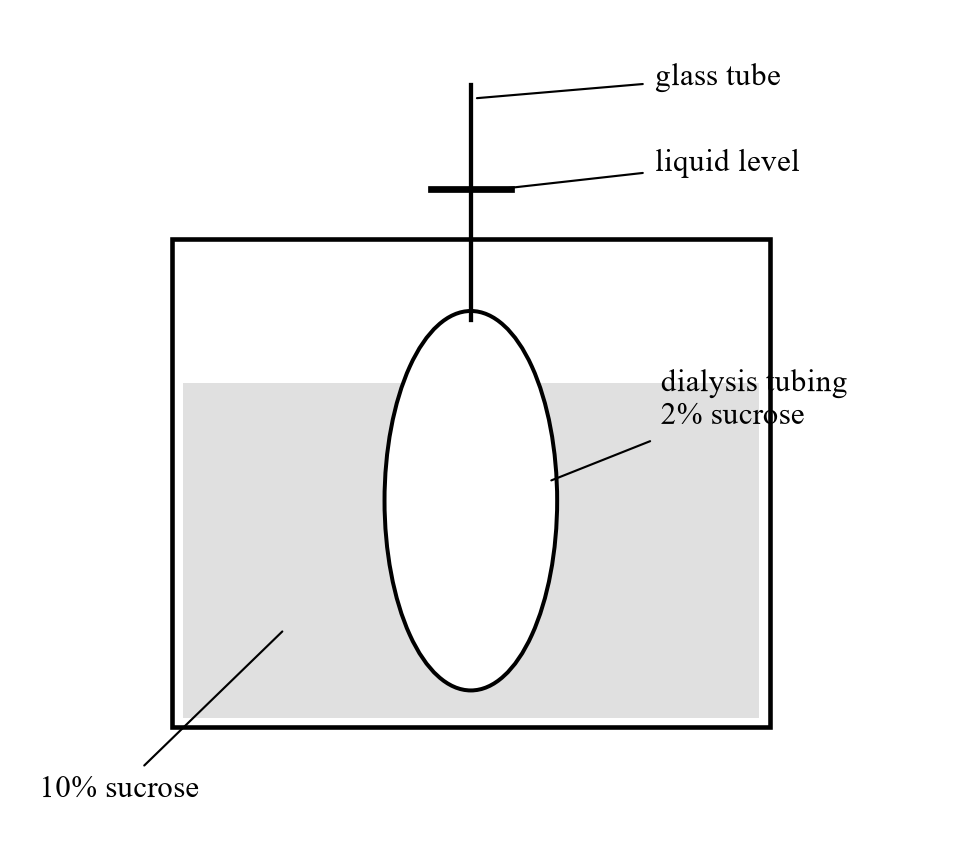 glass tube
liquid level
dialysis tubing
2% sucrose
10% sucrose